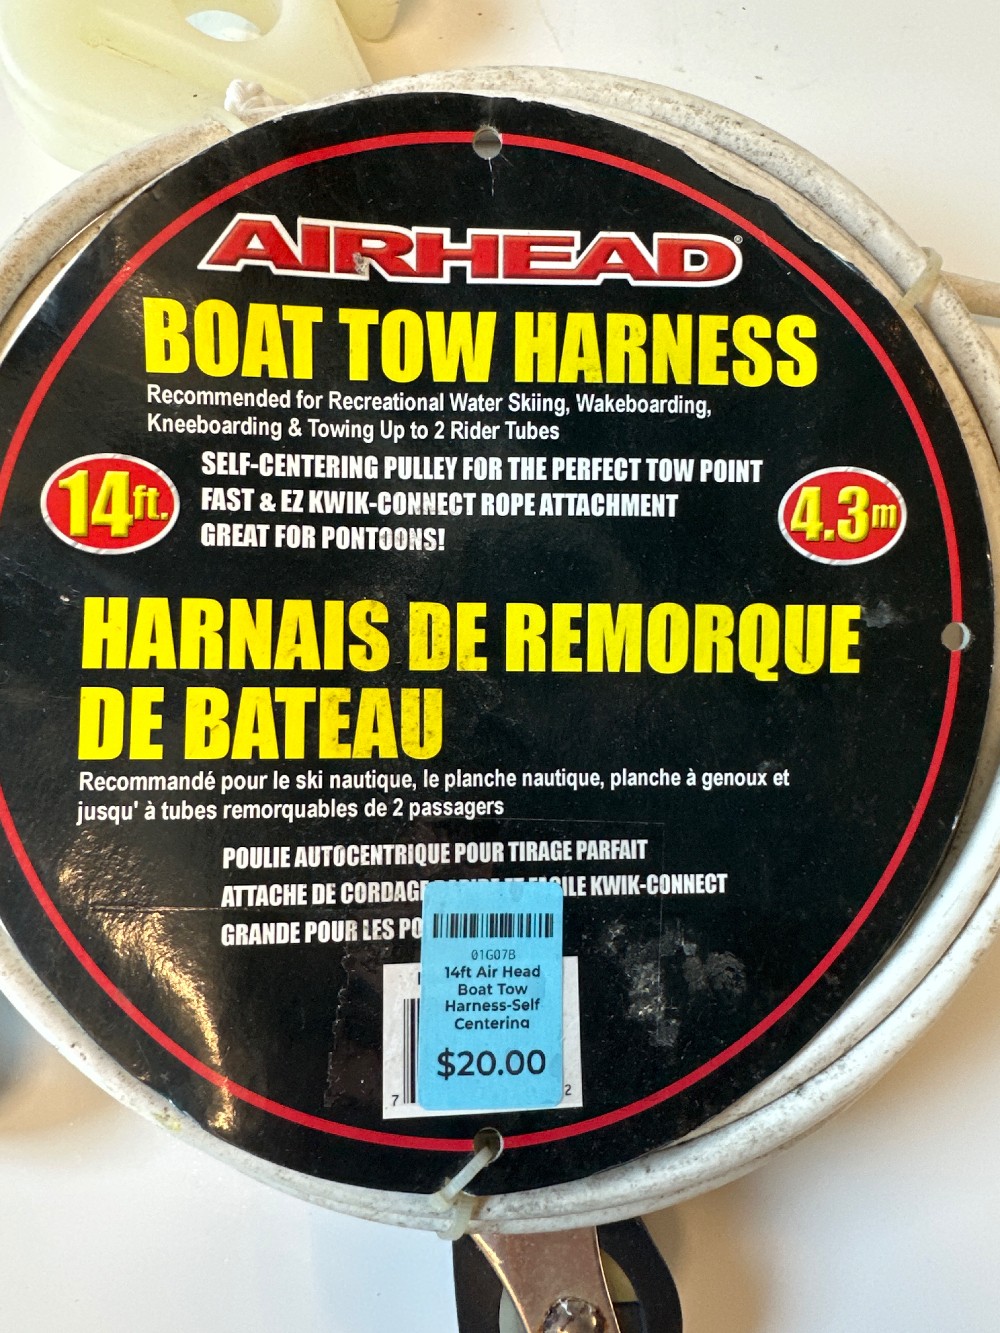 AIRHEAD®
BOAT TOW HARNESS
Recommended for Recreational Water Skiing, Wakeboarding,
Kneeboarding & Towing Up to 2 Rider Tubes
SELF-CENTERING PULLEY FOR THE PERFECT TOW POINT
FAST & EZ KWIK-CONNECT ROPE ATTACHMENT
GREAT FOR PONTOONS!
14ft.
4.3m
HARNAIS DE REMORQUE
DE BATEAU
Recommandé pour le ski nautique, le planche nautique, planche à genoux et
jusqu' à tubes remorquables de 2 passagers
POULIE AUTOCENTRIQUE POUR TIRAGE PARFAIT
ATTACHE DE CORDAGE KWIK-CONNECT
GRANDE POUR LES
01G07B
14ft Air Head
Boat Tow
Harness-Self
Centering
$20.00
7 2